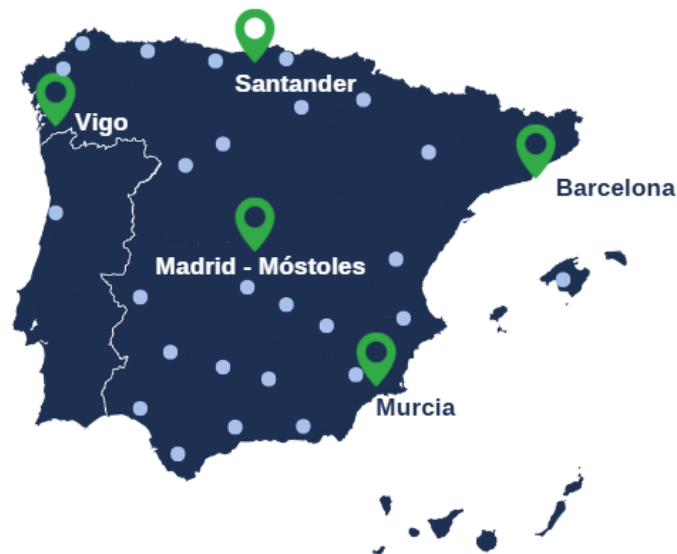 Santander
Vigo
Barcelona
Madrid - Móstoles
Murcia